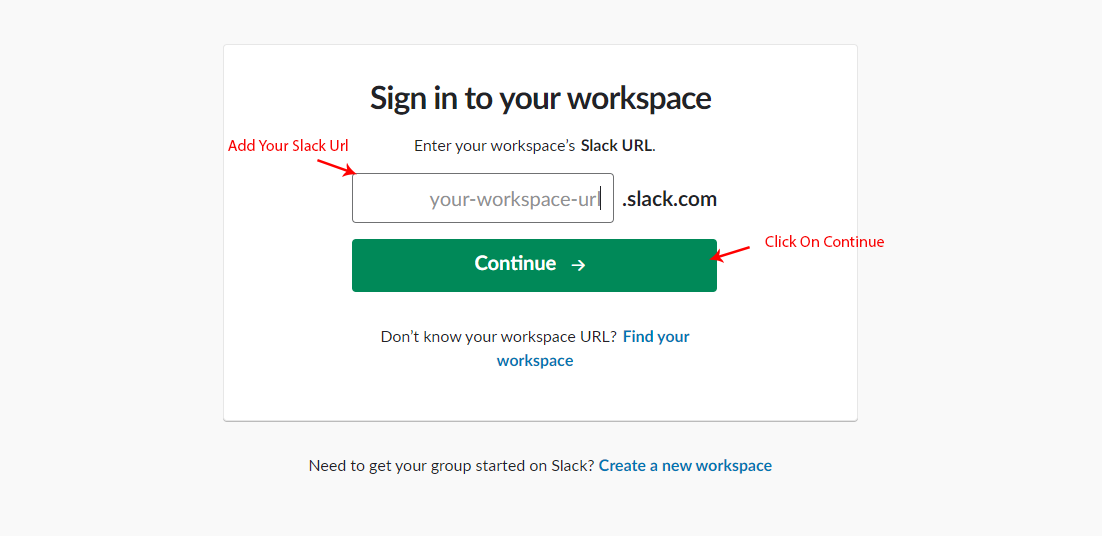 Sign in to your workspace
Add Your Slack Url
Enter your workspace's Slack URL.
your-workspace-url
.slack.com
Click On Continue
Continue →
Don't know your workspace URL? Find your
workspace
Need to get your group started on Slack? Create a new workspace